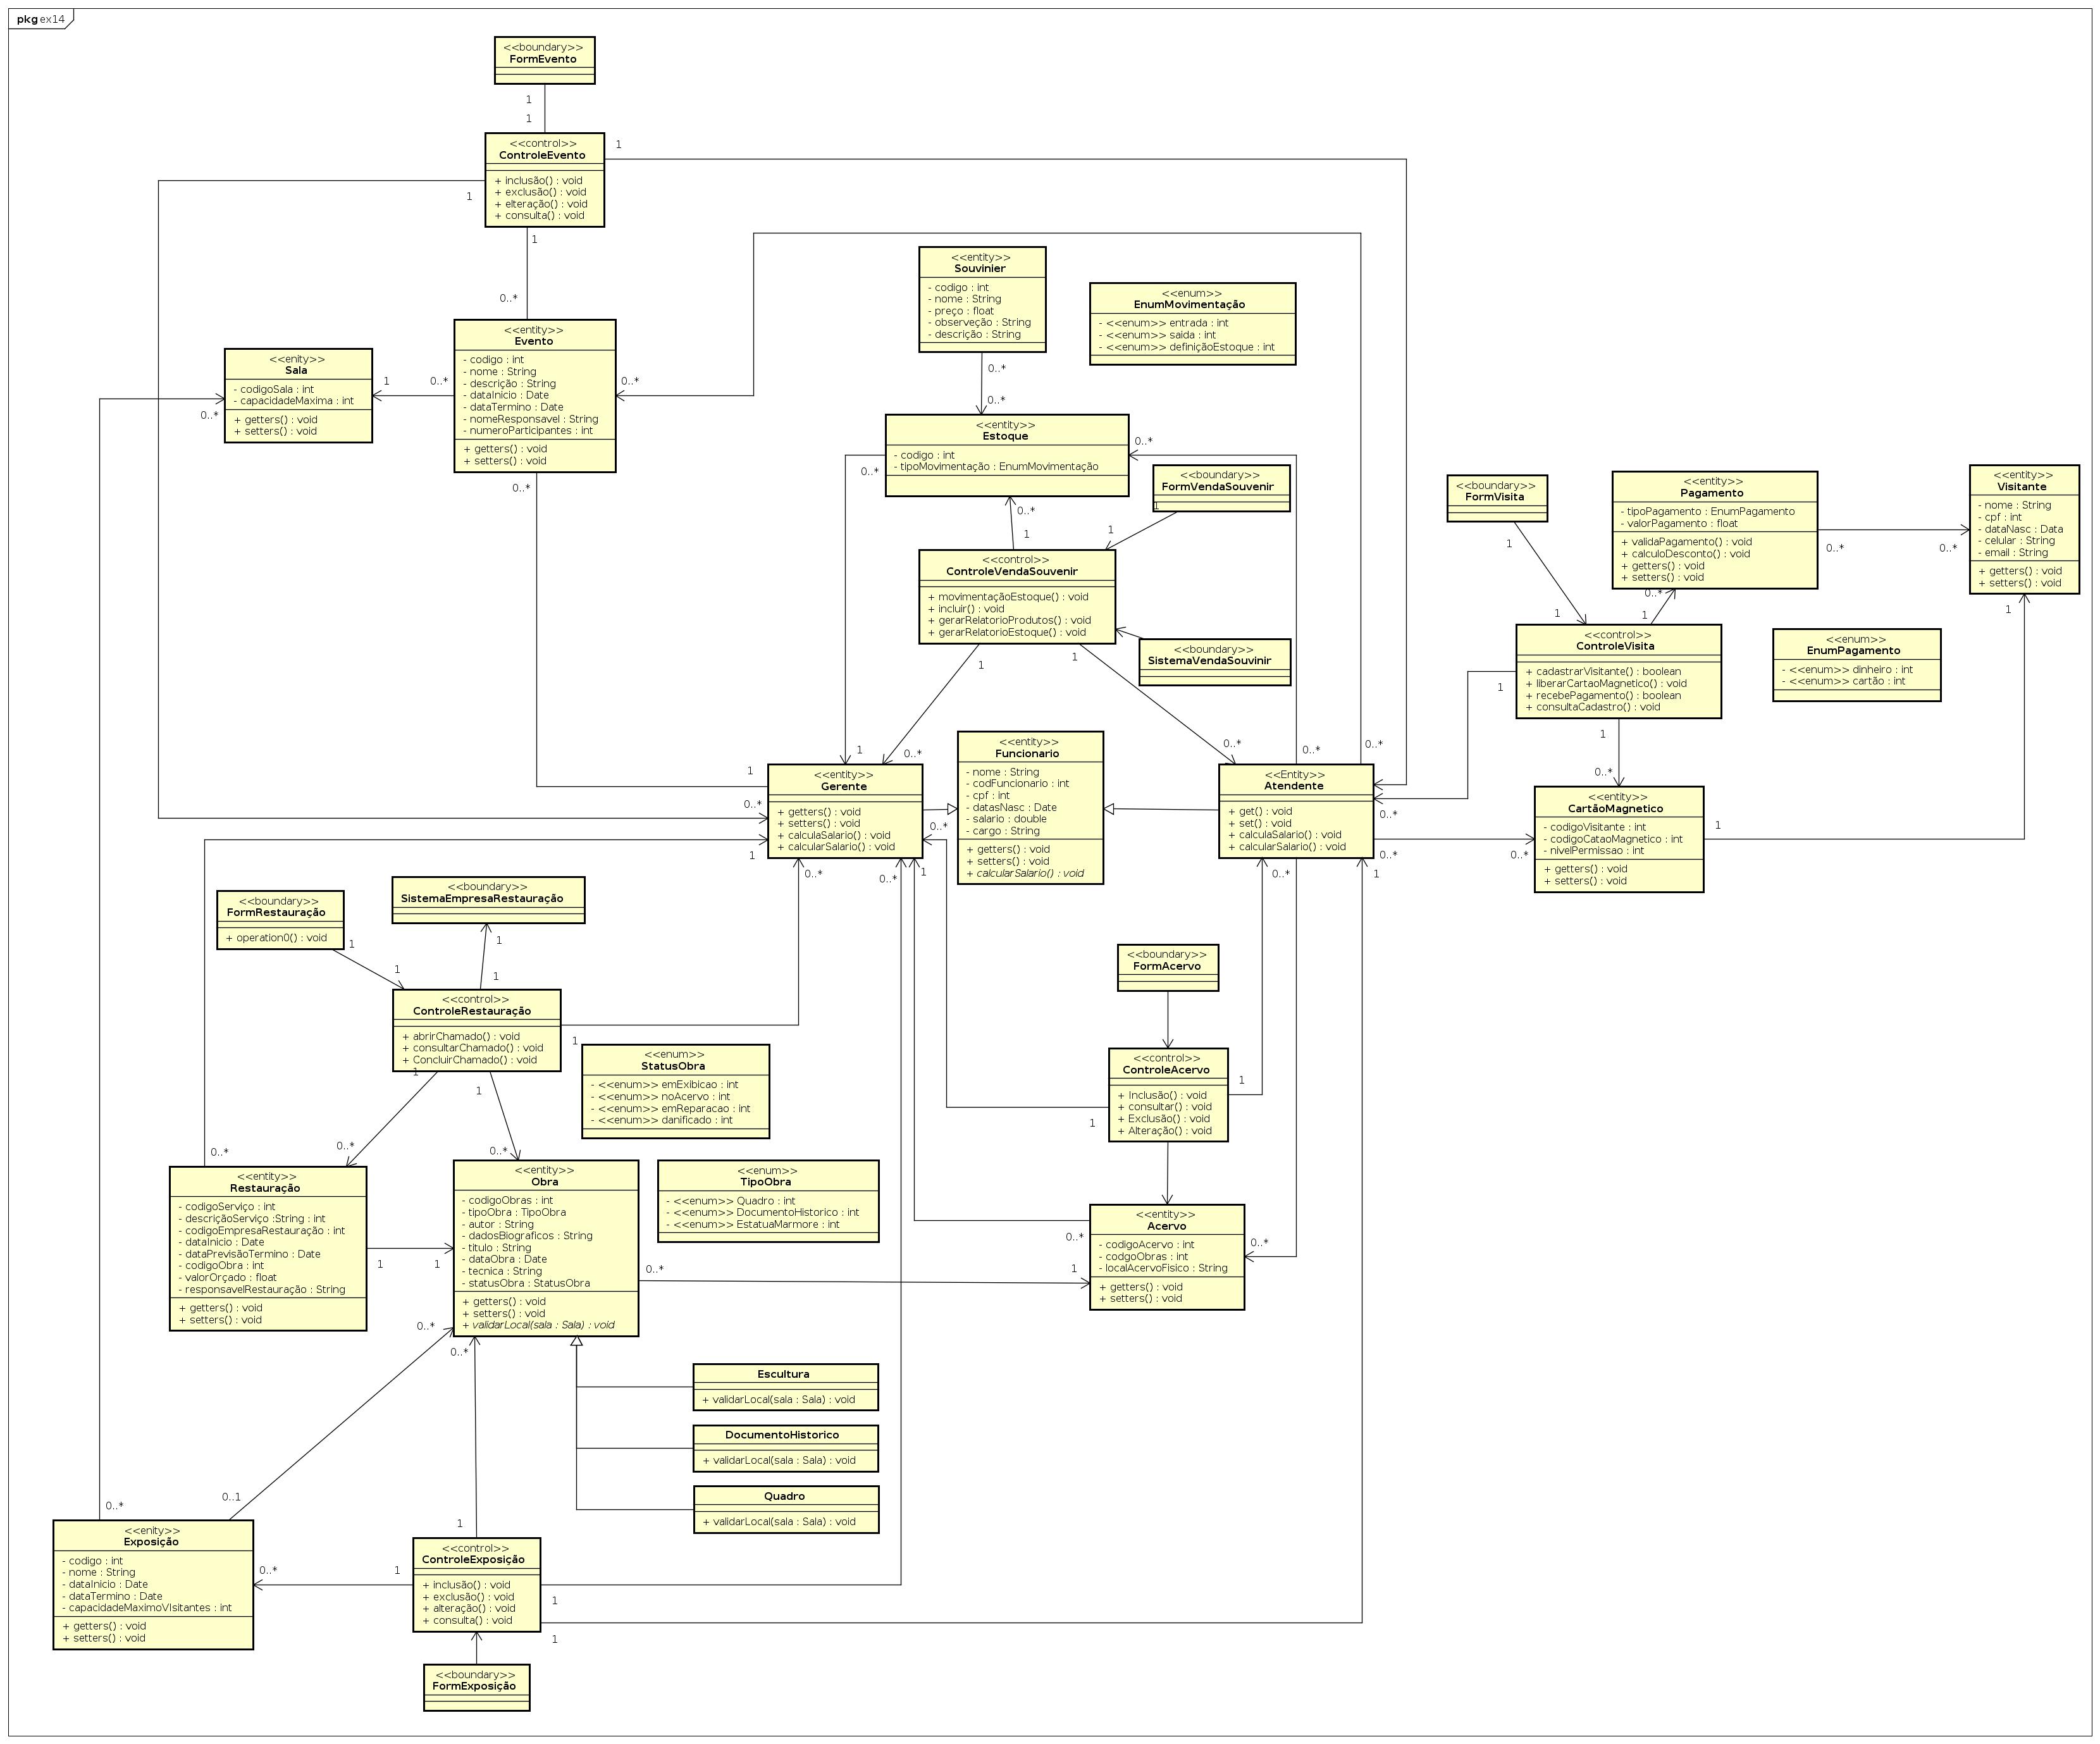 pkg ex14
<<boundary>>
FormEvento
1
1
<<control>>
ControleEvento
+ inclusão() : void
+ exclusão() : void
+ elteração() : void
+ consulta() : void
1
1
1
0..*
<<entity>>
Evento
- codigo : int
- nome : String
- descrição : String
- dataInicio : Date
- dataTermino : Date
- nomeResponsavel : String
- numeroParticipantes : int
+ getters() : void
+ setters() : void
0..*
0..*
0..*
1
<<enity>>
Sala
- codigoSala : int
- capacidadeMaxima : int
+ getters() : void
+ setters() : void
0..*
<<entity>>
Souvinier
- codigo : int
- nome : String
- preço : float
- observeção : String
- descrição : String
0..*
0..*
<<enum>>
EnumMovimentação
- <<enum>> entrada : int
- <<enum>> saida : int
- <<enum>> definiçãoEstoque : int
<<entity>>
Estoque
- codigo : int
- tipoMovimentação : EnumMovimentação
0..*
0..*
0..*
1
<<boundary>>
FormVendaSouvenir
1
1
<<control>>
ControleVendaSouvenir
+ movimentaçãoEstoque() : void
+ incluir() : void
+ gerarRelatorioProdutos() : void
+ gerarRelatorioEstoque() : void
1
1
<<boundary>>
SistemaVendaSouvinir
<<boundary>>
FormVisita
1
1
<<entity>>
Pagamento
- tipoPagamento : EnumPagamento
- valorPagamento : float
+ validaPagamento() : void
+ calculoDesconto() : void
+ getters() : void
+ setters() : void
0..*
1
0..*
0..*
<<entity>>
Visitante
- nome : String
- cpf : int
- dataNasc : Data
- celular : String
- email : String
+ getters() : void
+ setters() : void
1
<<control>>
ControleVisita
+ cadastrarVisitante() : boolean
+ liberarCartaoMagnetico() : void
+ recebePagamento() : boolean
+ consultaCadastro() : void
1
1
0..*
<<enum>>
EnumPagamento
- <<enum>> dinheiro : int
- <<enum>> cartão : int
<<entity>>
CartãoMagnetico
- codigoVisitante : int
- codigoCataoMagnetico : int
- nivelPermissao : int
+ getters() : void
+ setters() : void
1
0..*
<<entity>>
Gerente
+ getters() : void
+ setters() : void
+ calculaSalario() : void
+ calcularSalario() : void
1
0..*
1
0..*
1
0..*
0..*
0..*
1
<<entity>>
Funcionario
- nome : String
- codFuncionario : int
- cpf : int
- datasNasc : Date
- salario : double
- cargo : String
+ getters() : void
+ setters() : void
+ calcularSalario() : void
<<Entity>>
Atendente
+ get() : void
+ set() : void
+ calculaSalario() : void
+ calcularSalario() : void
0..*
0..*
0..*
0..*
0..*
0..*
1
<<boundary>>
FormRestauração
+ operation0() : void
1
1
<<boundary>>
SistemaEmpresaRestauração
1
1
<<control>>
ControleRestauração
+ abrirChamado() : void
+ consultarChamado() : void
+ ConcluirChamado() : void
1
1
1
0..*
0..*
0..*
<<enum>>
StatusObra
- <<enum>> emExibicao : int
- <<enum>> noAcervo : int
- <<enum>> emReparacao : int
- <<enum>> danificado : int
<<boundary>>
FormAcervo
<<control>>
ControleAcervo
+ Inclusão() : void
+ consultar() : void
+ Exclusão() : void
+ Alteração() : void
1
1
<<entity>>
Restauração
- codigoServiço : int
- descriçãoServiço :String : int
- codigoEmpresaRestauração : int
- dataInicio : Date
- dataPrevisãoTermino : Date
- codigoObra : int
- valorOrçado : float
- responsavelRestauração : String
+ getters() : void
+ setters() : void
1
1
<<entity>>
Obra
- codigoObras : int
- tipoObra : TipoObra
- autor : String
- dadosBiograficos : String
- titulo : String
- dataObra : Date
- tecnica : String
- statusObra : StatusObra
+ getters() : void
+ setters() : void
+ validarLocal(sala : Sala) : void
0..*
0..*
0..*
<<enum>>
TipoObra
- <<enum>> Quadro : int
- <<enum>> DocumentoHistorico : int
- <<enum>> EstatuaMarmore : int
<<entity>>
Acervo
- codigoAcervo : int
- codgoObras : int
- localAcervoFisico : String
+ getters() : void
+ setters() : void
0..*
1
0..*
Escultura
+ validarLocal(sala : Sala) : void
DocumentoHistorico
+ validarLocal(sala : Sala) : void
Quadro
+ validarLocal(sala : Sala) : void
0..*
0..1
<<enity>>
Exposição
- codigo : int
- nome : String
- dataInicio : Date
- dataTermino : Date
- capacidadeMaximoVIsitantes : int
+ getters() : void
+ setters() : void
0..*
1
1
<<control>>
ControleExposição
+ inclusão() : void
+ exclusão() : void
+ alteração() : void
+ consulta() : void
1
1
<<boundary>>
FormExposição